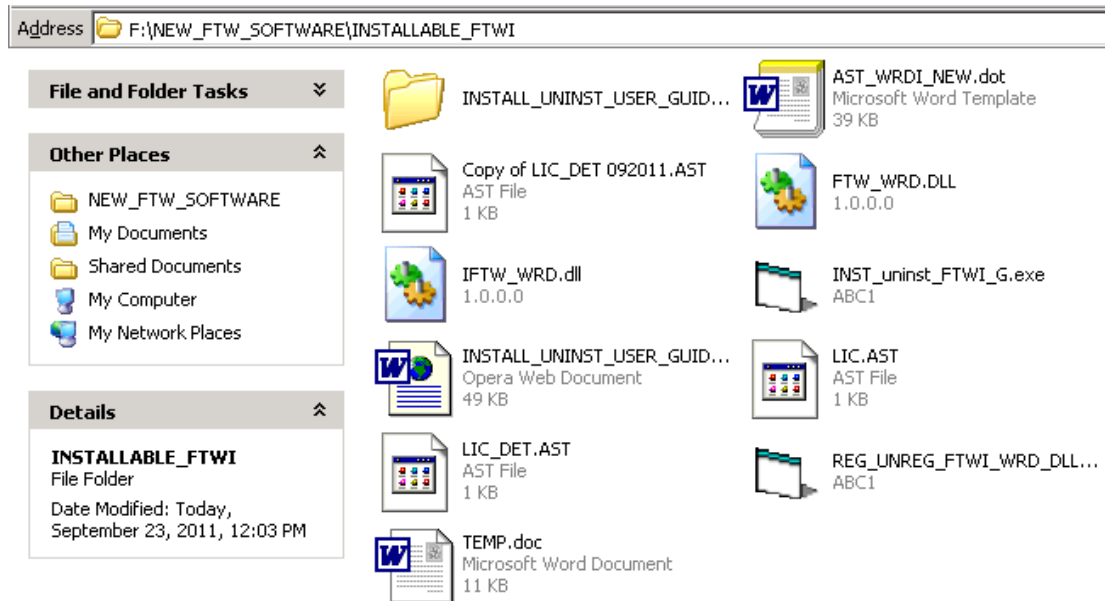 Address F:\NEW_FTW_SOFTWARE\INSTALLABLE_FTWI
File and Folder Tasks
Other Places
NEW_FTW_SOFTWARE
My Documents
Shared Documents
My Computer
My Network Places
Details
INSTALLABLE_FTWI
File Folder
Date Modified: Today,
September 23, 2011, 12:03 PM
INSTALL_UNINST_USER_GUID...
AST_WRDI_NEW.dot
Microsoft Word Template
39 KB
Copy of LIC_DET 092011.AST
AST File
1 KB
FTW_WRD.DLL
1.0.0.0
IFTW_WRD.dll
1.0.0.0
INST_uninst_FTWI_G.exe
ABC1
INSTALL_UNINST_USER_GUID...
Opera Web Document
49 KB
LIC.AST
AST File
1 KB
LIC_DET.AST
AST File
1 KB
REG_UNREG_FTWI_WRD_DLL...
ABC1
TEMP.doc
Microsoft Word Document
11 KB